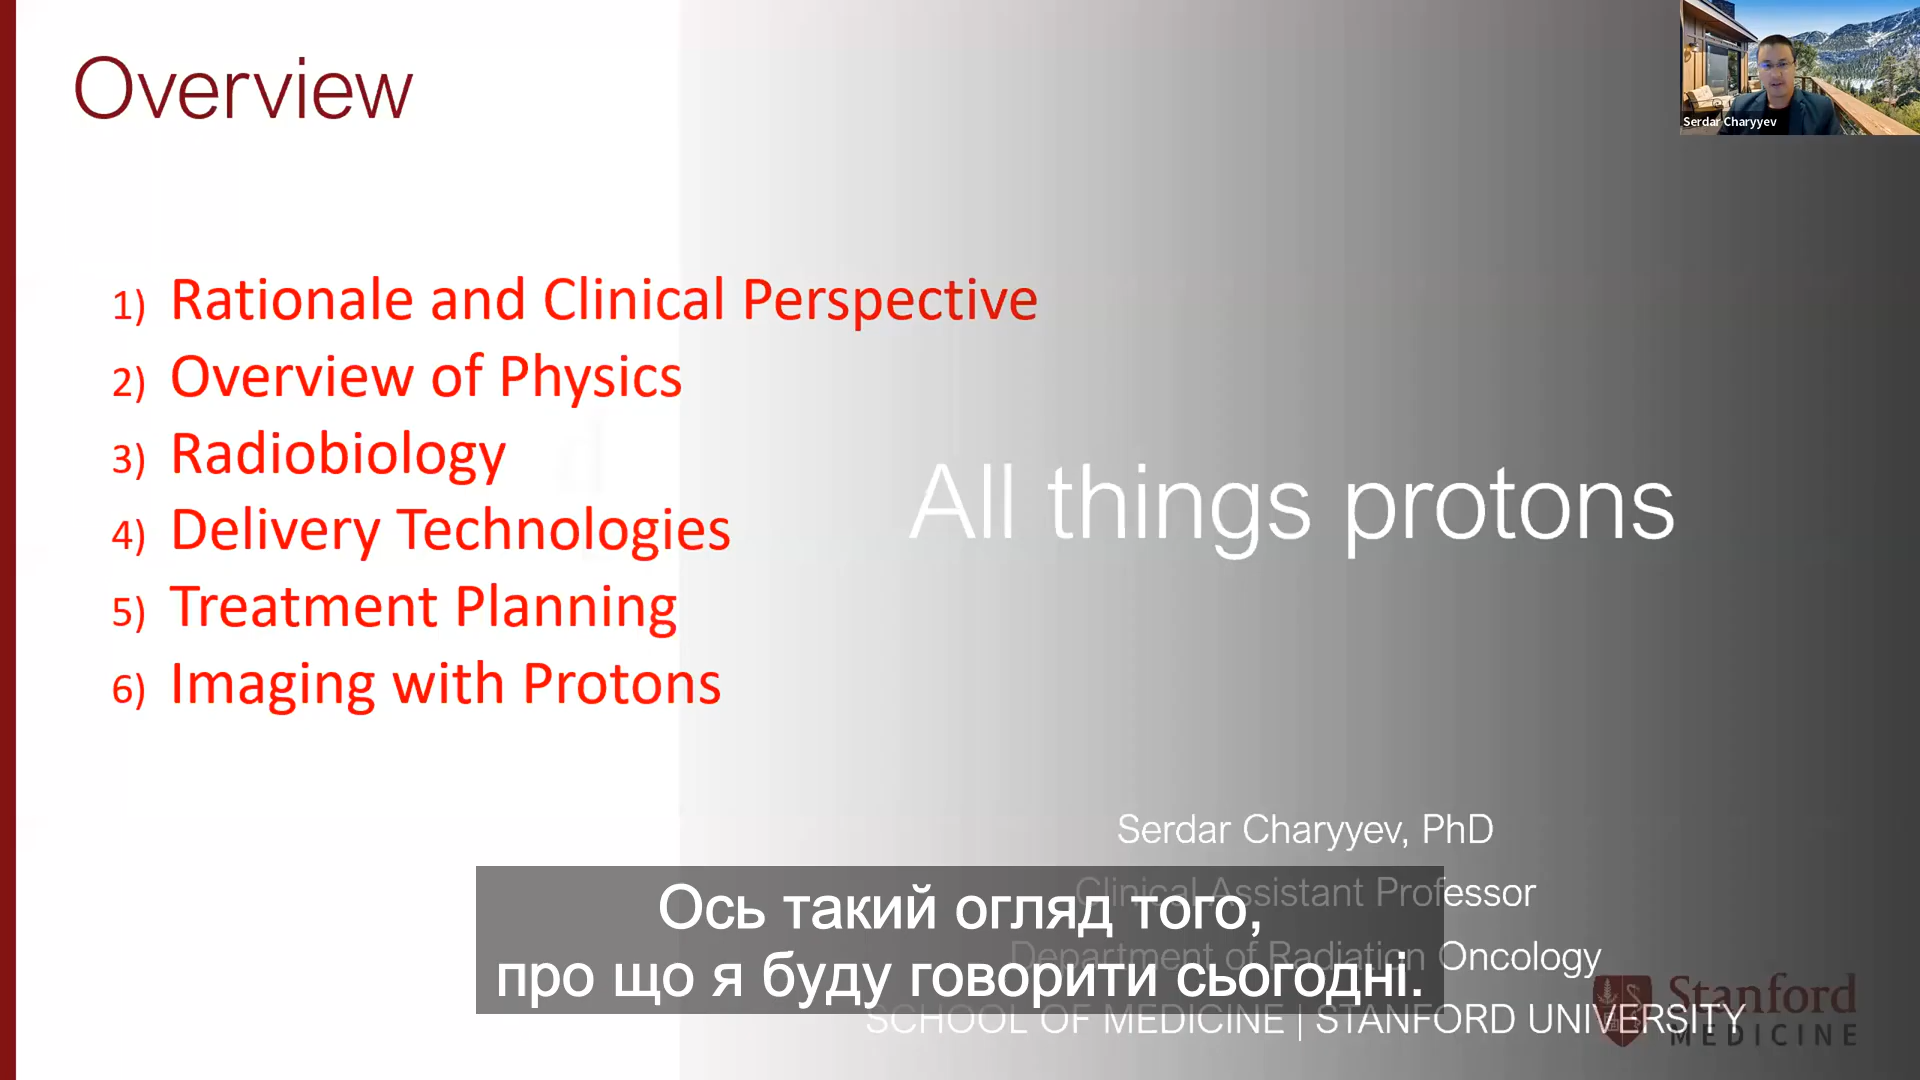 Overview
Serdar Charyyev
1) Rationale and Clinical Perspective
2) Overview of Physics
3) Radiobiology
4) Delivery Technologies
5) Treatment Planning
6) Imaging with Protons
All things protons
Serdar Charyyev, PhD
Clinical Assistant Professor
Department of Radiation Oncology
SCHOOL OF MEDICINE | STANFORD UNIVERSITY
Ось такий огляд того,
про що я буду говорити сьогодні.
Stanford
MEDICINE